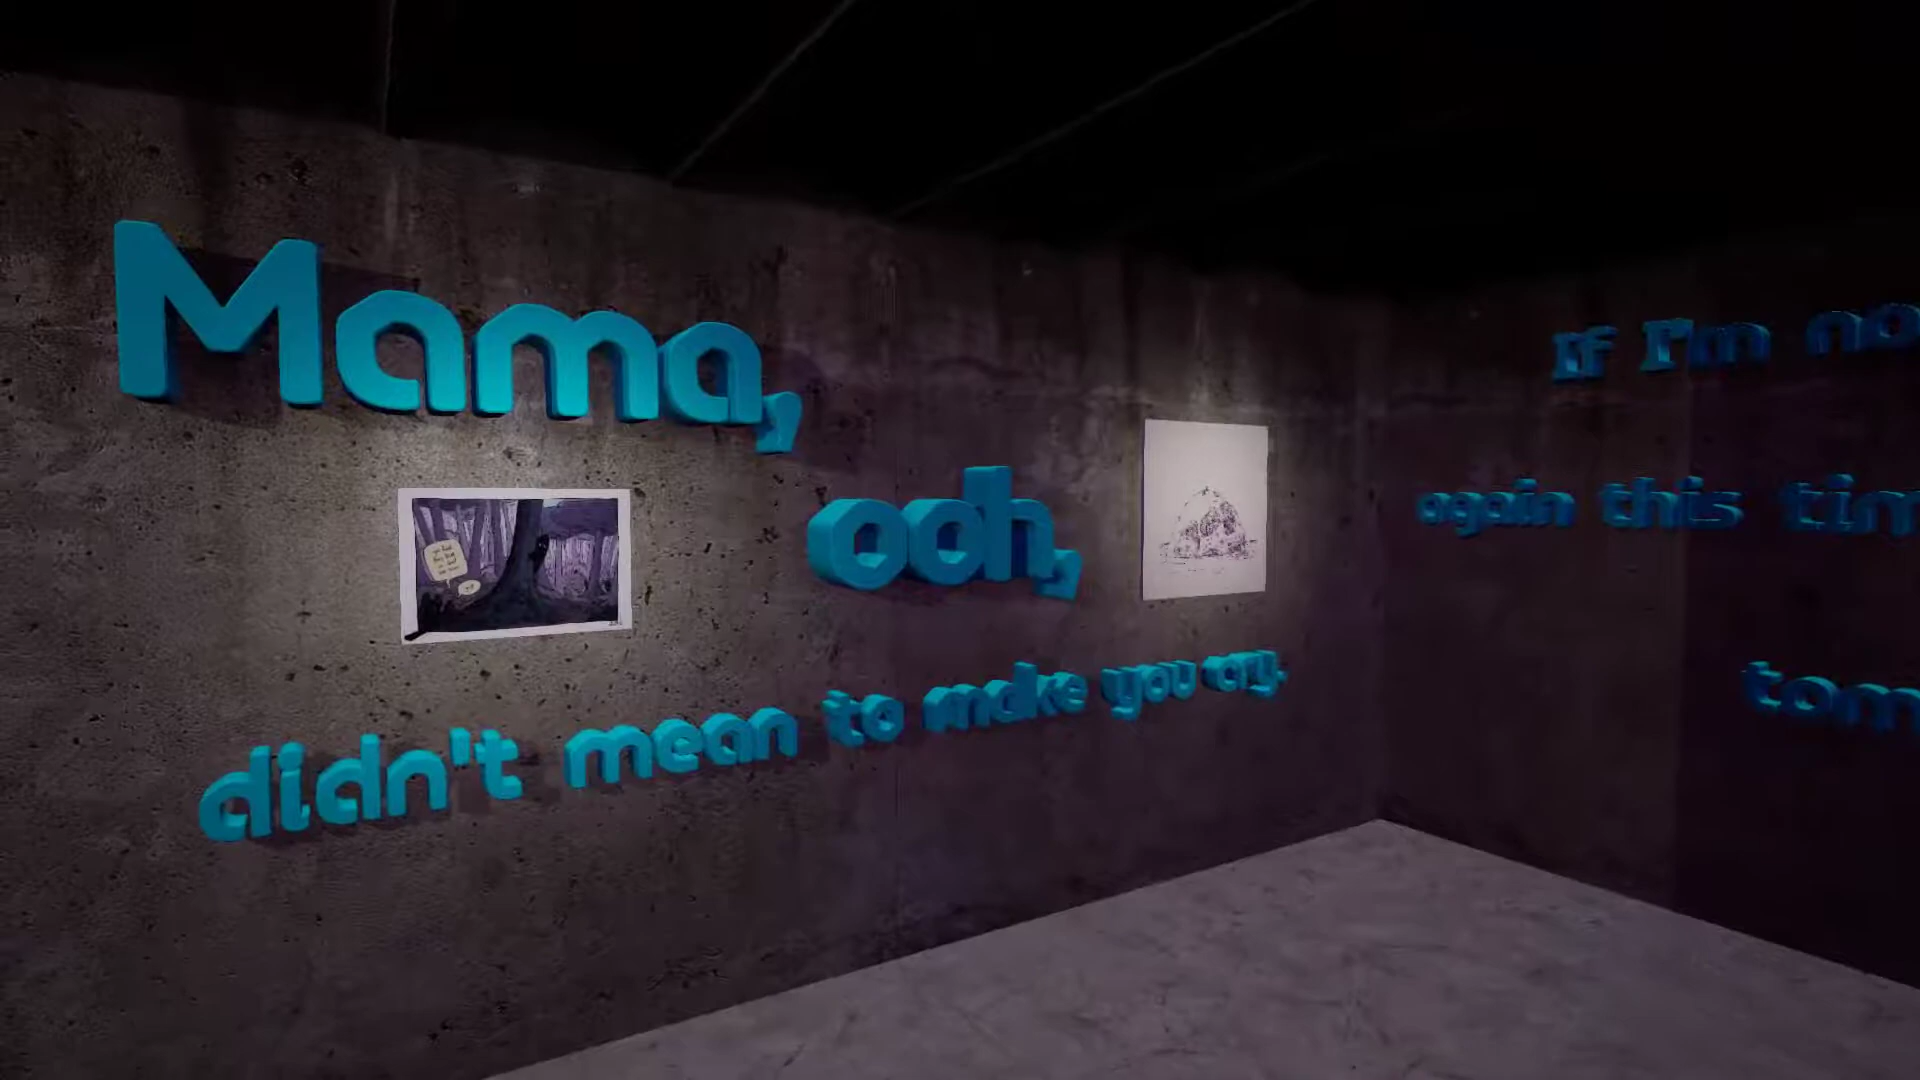 Mama,
ooh,
didn't mean to make you cry.
If I'm no
again this tim
tom